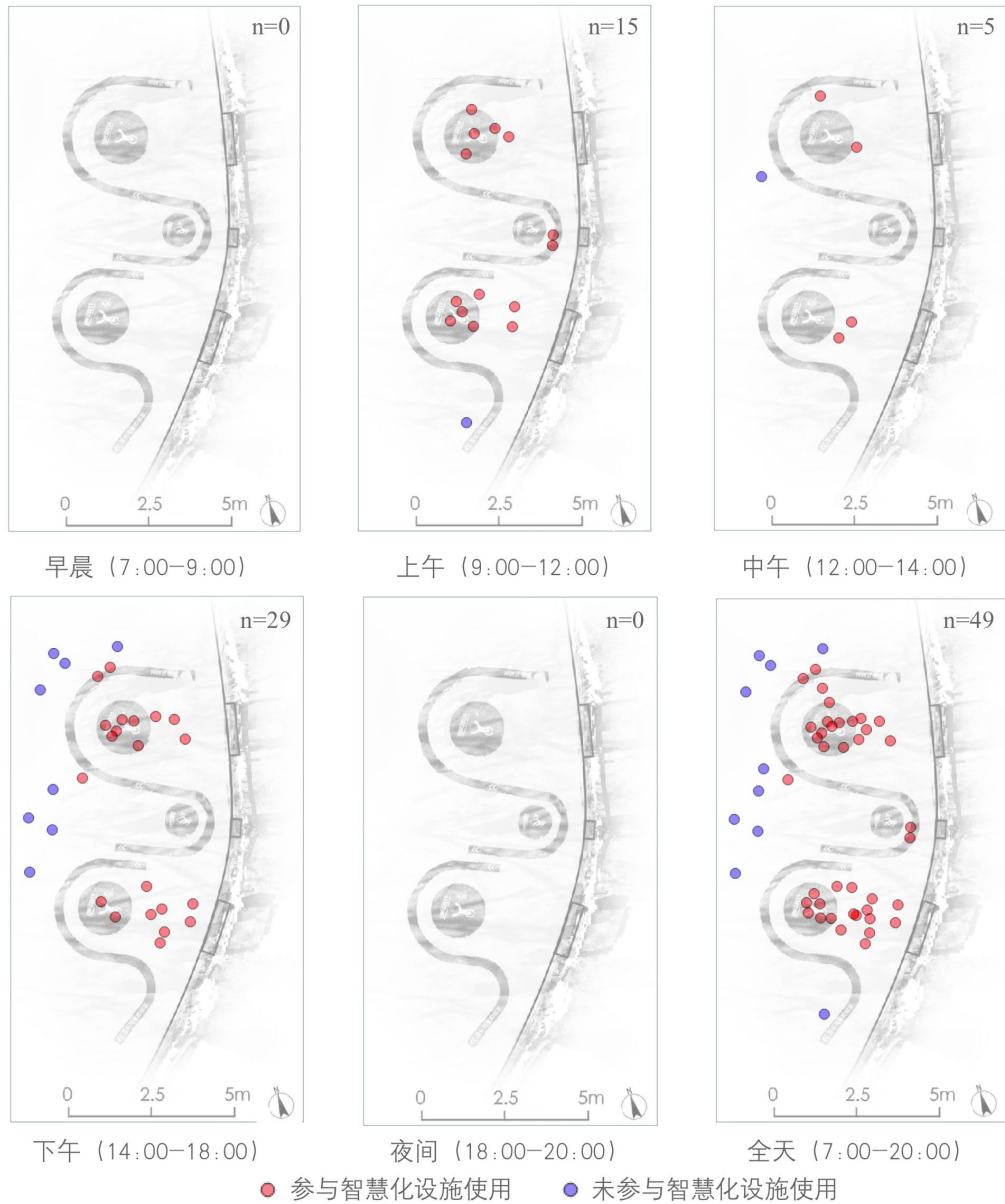 n=0
n=15
n=5
0 2.5 5m
N
0 2.5 5m
N
0 2.5 5m
N
早晨 (7:00—9:00)
上午 (9:00—12:00)
中午 (12:00—14:00)
n=29
n=0
n=49
0 2.5 5m
N
0 2.5 5m
N
0 2.5 5m
N
下午 (14:00—18:00)
夜间 (18:00—20:00)
全天 (7:00—20:00)
参与智慧化设施使用
未参与智慧化设施使用